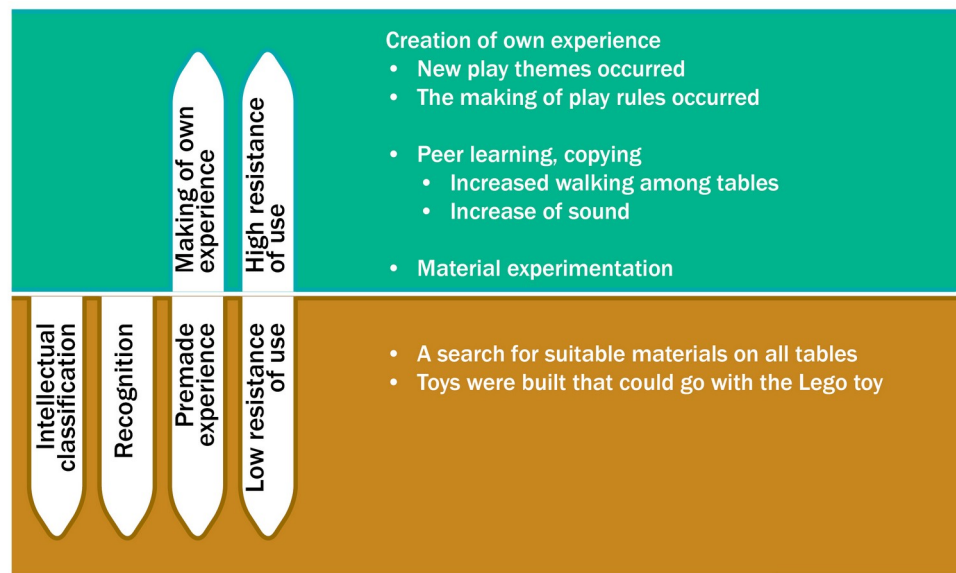 Creation of own experience
• New play themes occurred
• The making of play rules occurred
• Peer learning, copying
• Increased walking among tables
• Increase of sound
• Material experimentation
Making of own
experience
High resistance
of use
Intellectual
classification
Recognition
Premade
experience
Low resistance
of use
• A search for suitable materials on all tables
• Toys were built that could go with the Lego toy